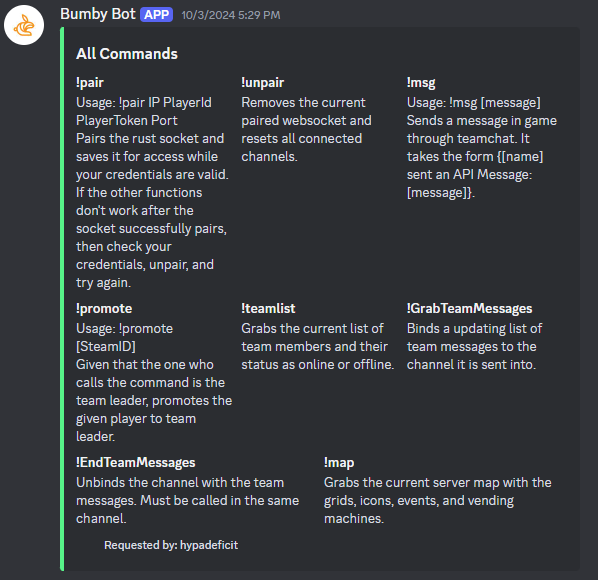 Bumby Bot APP 10/3/2024 5:29 PM
All Commands
!pair
Usage: !pair IP PlayerId
PlayerToken Port
Pairs the rust socket and
saves it for access while
your credentials are valid.
If the other functions
don't work after the
socket successfully pairs,
then check your
credentials, unpair, and
try again.
!unpair
Removes the current
paired websocket and
resets all connected
channels.
!msg
Usage: !msg [message]
Sends a message in game
through teamchat. It
takes the form {[name]
sent an API Message:
[message]}.
!promote
Usage: !promote
[SteamID]
Given that the one who
calls the command is the
team leader, promotes the
given player to team
leader.
!teamlist
Grabs the current list of
team members and their
status as online or offline.
!GrabTeamMessages
Binds a updating list of
team messages to the
channel it is sent into.
!EndTeamMessages
Unbinds the channel with the team
messages. Must be called in the same
channel.
!map
Grabs the current server map with the
grids, icons, events, and vending
machines.
Requested by: hypadeficit